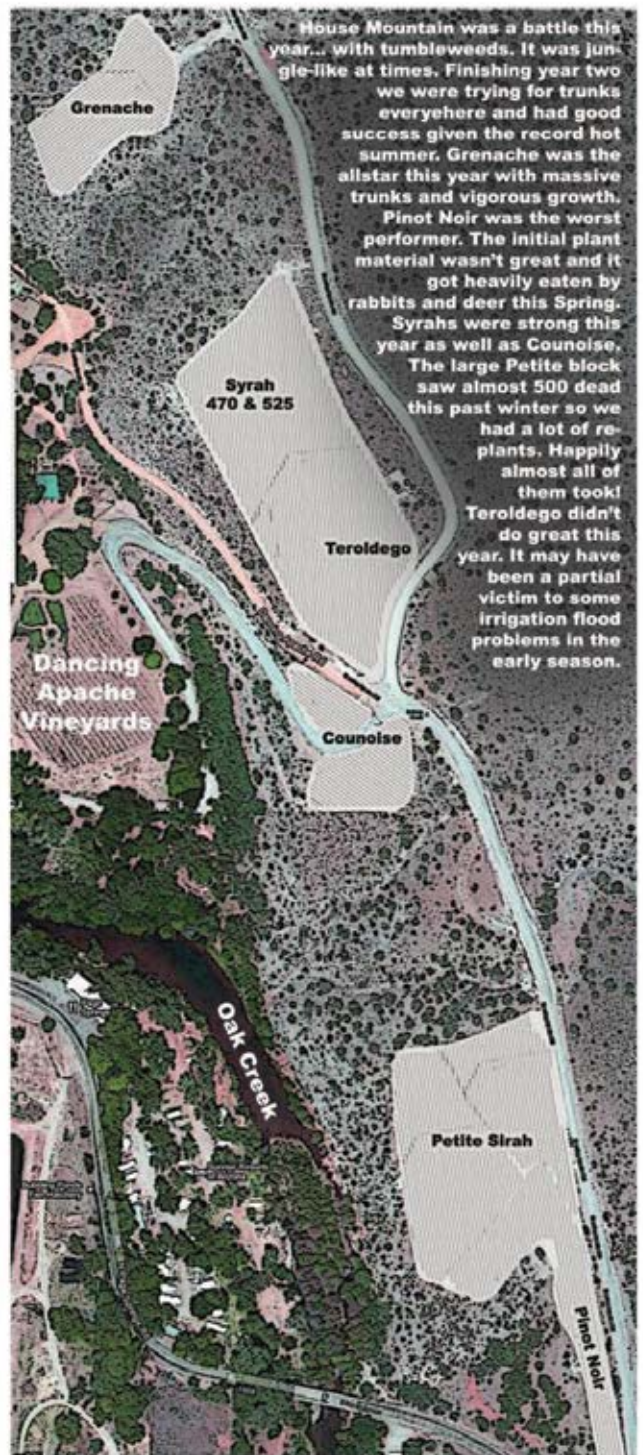 House Mountain was a battle this
year... with tumbleweeds. It was jun-
gle-like at times. Finishing year two
we were trying for trunks
everyehere and had good
success given the record hot
summer. Grenache was the
allstar this year with massive
trunks and vigorous growth.
Pinot Noir was the worst
performer. The initial plant
material wasn't great and it
got heavily eaten by
rabbits and deer this Spring.
Syrahs were strong this
year as well as Counoise.
The large Petite block
saw almost 500 dead
this past winter so we
had a lot of re-
plants. Happily
almost all of
them took!
Teroldego didn't
do great this
year. It may have
been a partial
victim to some
irrigation flood
problems in the
early season.
Grenache
Syrah
470 & 525
Teroldego
Dancing
Apache
Vineyards
Counoise
Oak Creek
Petite Sirah
Pinot Noir